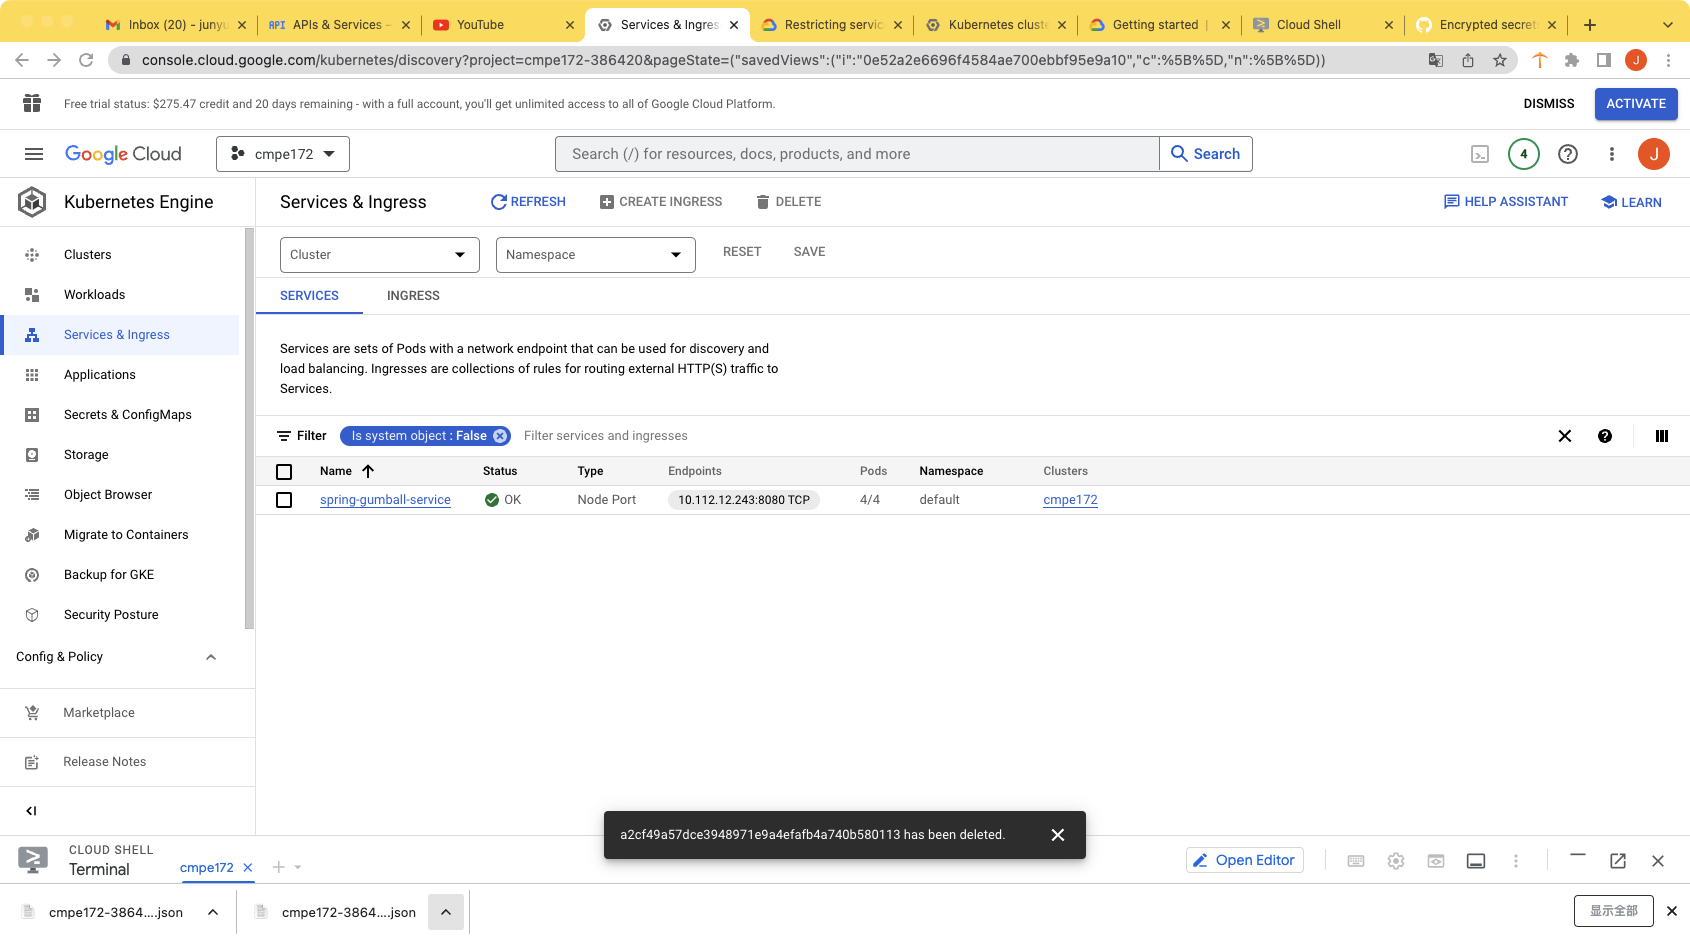 Inbox (20) - junyu
APIs & Services -
YouTube
Services & Ingres
Restricting servic
Kubernetes cluste
Getting started |
Cloud Shell
Encrypted secret
console.cloud.google.com/kubernetes/discovery?project=cmpe172-386420&pageState=("savedViews":("i":"0e52a2e6696f4584ae700ebbf95e9a10","c":%5B%5D,"n":%5B%5D))
J
Free trial status: $275.47 credit and 20 days remaining - with a full account, you'll get unlimited access to all of Google Cloud Platform.
DISMISS
ACTIVATE
Google Cloud
cmpe172
Search (/) for resources, docs, products, and more
Search
4
J
Kubernetes Engine
Services & Ingress
REFRESH
CREATE INGRESS
DELETE
HELP ASSISTANT
LEARN
Clusters
Workloads
Services & Ingress
Applications
Secrets & ConfigMaps
Storage
Object Browser
Migrate to Containers
Backup for GKE
Security Posture
Config & Policy
Marketplace
Release Notes
Cluster
Namespace
RESET
SAVE
SERVICES
INGRESS
Services are sets of Pods with a network endpoint that can be used for discovery and
load balancing. Ingresses are collections of rules for routing external HTTP(S) traffic to
Services.
Filter
Is system object : False
Filter services and ingresses
Name Status Type Endpoints Pods Namespace Clusters
spring-gumball-service OK Node Port 10.112.12.243:8080 TCP 4/4 default cmpe172
a2cf49a57dce3948971e9a4efafb4a740b580113 has been deleted.
CLOUD SHELL
Terminal
cmpe172
Open Editor
cmpe172-3864....json
cmpe172-3864....json
显示全部